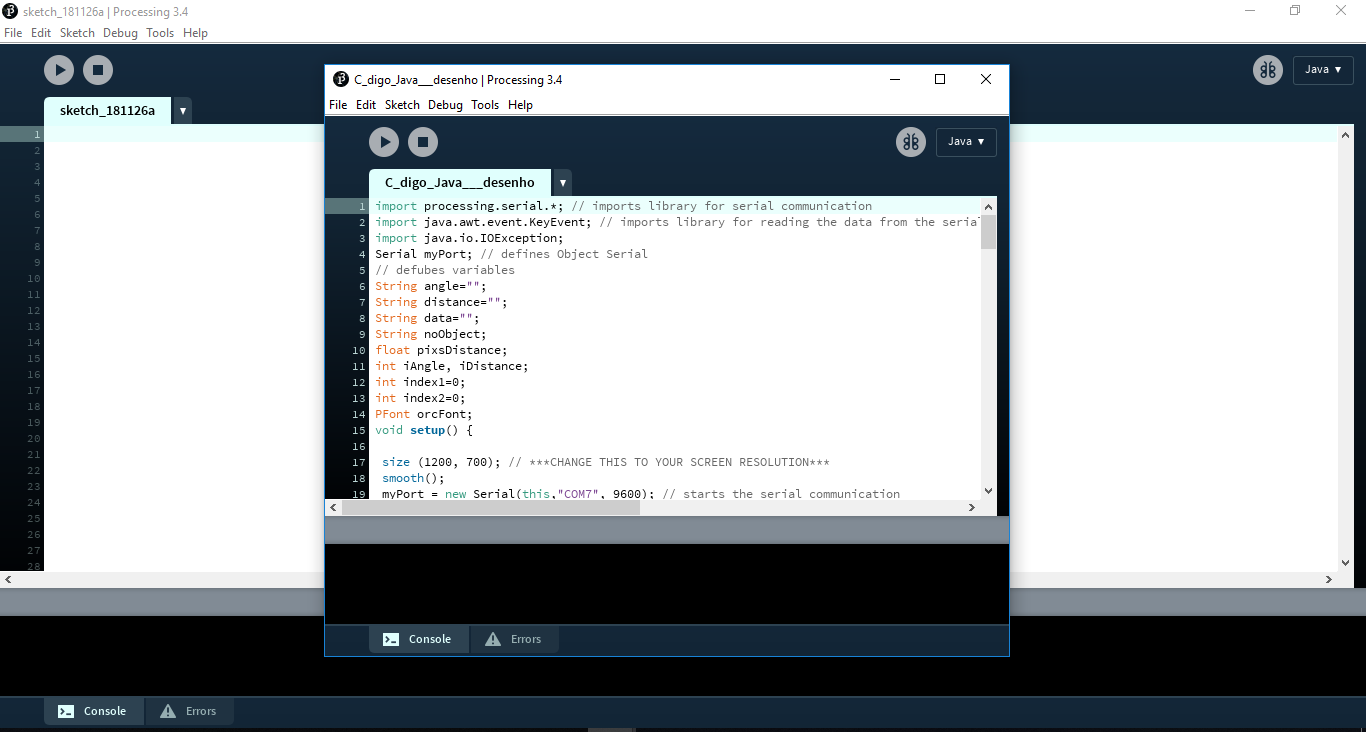 sketch_181126a | Processing 3.4
File Edit Sketch Debug Tools Help
Java ▼
sketch_181126a ▼
1
2
3
4
5
6
7
8
9
10
11
12
13
14
15
16
17
18
19
20
21
22
23
24
25
26
27
28
Console Errors
C_digo_Java___desenho | Processing 3.4
File Edit Sketch Debug Tools Help
Java ▼
C_digo_Java___desenho ▼
1 import processing.serial.*; // imports library for serial communication
2 import java.awt.event.KeyEvent; // imports library for reading the data from the serial
3 import java.io.IOException;
4 Serial myPort; // defines Object Serial
5 // defubes variables
6 String angle="";
7 String distance="";
8 String data="";
9 String noObject;
10 float pixsDistance;
11 int iAngle, iDistance;
12 int index1=0;
13 int index2=0;
14 PFont orcFont;
15 void setup() {
16
17 size (1200, 700); // ***CHANGE THIS TO YOUR SCREEN RESOLUTION***
18 smooth();
19 myPort = new Serial(this,"COM7", 9600); // starts the serial communication
Console Errors